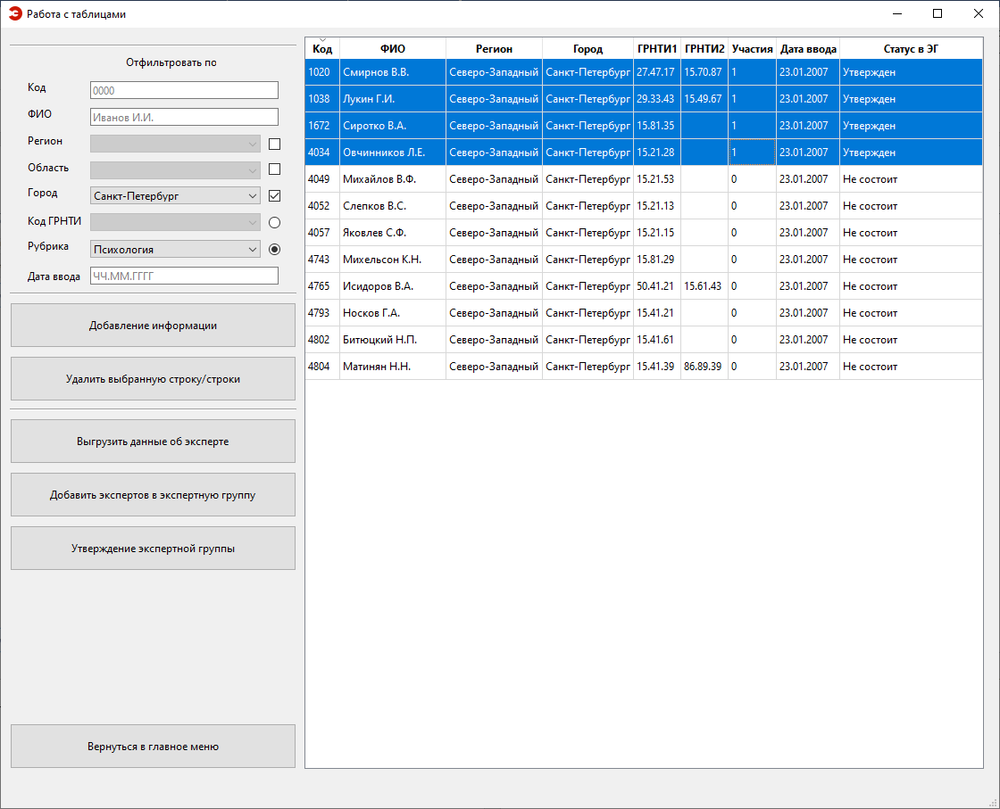 Э Работа с таблицами
Отфильтровать по
Код 0000
ФИО Иванов И.И.
Регион
Область
Город Санкт-Петербург
Код ГРНТИ
Рубрика Психология
Дата ввода ЧЧ.ММ.ГГГГ
Добавление информации
Удалить выбранную строку/строки
Выгрузить данные об эксперте
Добавить экспертов в экспертную группу
Утверждение экспертной группы
Вернуться в главное меню
Код ФИО Регион Город ГРНТИ1 ГРНТИ2 Участия Дата ввода Статус в ЭГ
1020 Смирнов В.В. Северо-Западный Санкт-Петербург 27.47.17 15.70.87 1 23.01.2007 Утвержден
1038 Лукин Г.И. Северо-Западный Санкт-Петербург 29.33.43 15.49.67 1 23.01.2007 Утвержден
1672 Сиротко В.А. Северо-Западный Санкт-Петербург 15.81.35 1 23.01.2007 Утвержден
4034 Овчинников Л.Е. Северо-Западный Санкт-Петербург 15.21.28 1 23.01.2007 Утвержден
4049 Михайлов В.Ф. Северо-Западный Санкт-Петербург 15.21.53 0 23.01.2007 Не состоит
4052 Слепков В.С. Северо-Западный Санкт-Петербург 15.21.13 0 23.01.2007 Не состоит
4057 Яковлев С.Ф. Северо-Западный Санкт-Петербург 15.21.15 0 23.01.2007 Не состоит
4743 Михельсон К.Н. Северо-Западный Санкт-Петербург 15.81.29 0 23.01.2007 Не состоит
4765 Исидоров В.А. Северо-Западный Санкт-Петербург 50.41.21 15.61.43 0 23.01.2007 Не состоит
4793 Носков Г.А. Северо-Западный Санкт-Петербург 15.41.21 0 23.01.2007 Не состоит
4802 Битюцкий Н.П. Северо-Западный Санкт-Петербург 15.41.61 0 23.01.2007 Не состоит
4804 Матинян Н.Н. Северо-Западный Санкт-Петербург 15.41.39 86.89.39 0 23.01.2007 Не состоит